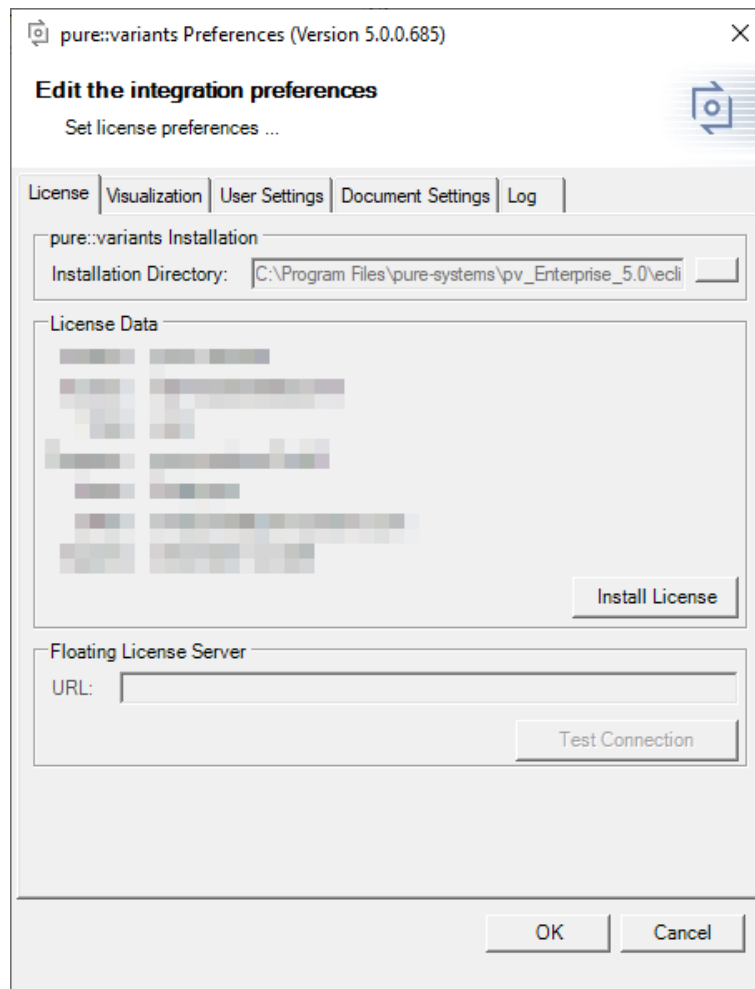 pure::variants Preferences (Version 5.0.0.685)
Edit the integration preferences
Set license preferences ...
License Visualization User Settings Document Settings Log
pure::variants Installation
Installation Directory: C:\Program Files\pure-systems\pv_Enterprise_5.0\ecli
License Data
Install License
Floating License Server
URL:
Test Connection
OK Cancel